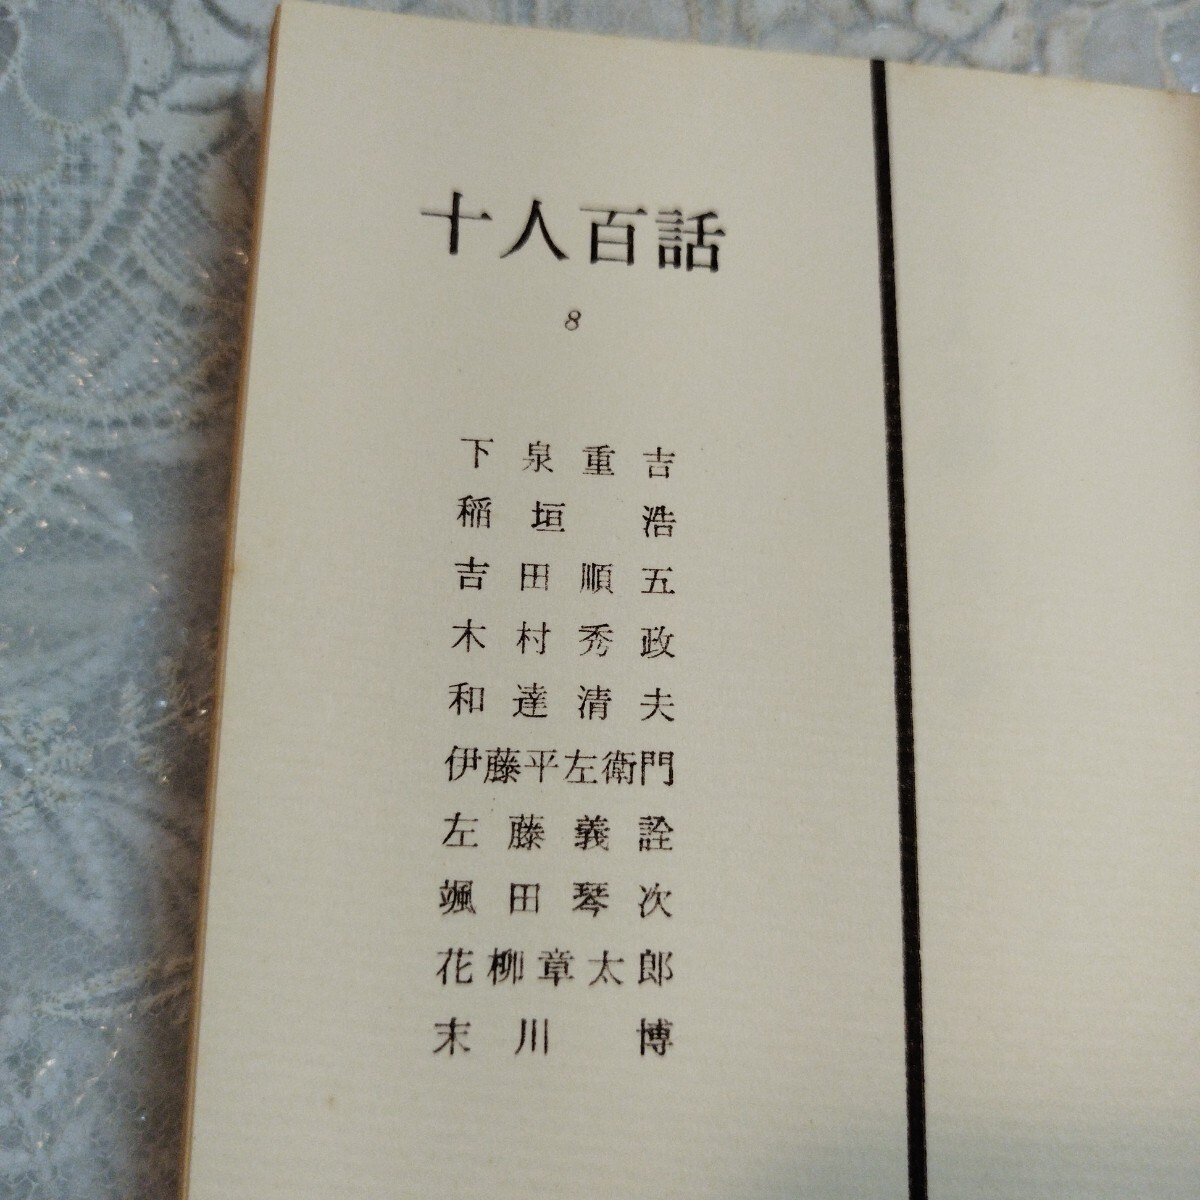 十人百話
8
下泉重吉
稲垣浩
吉田順五
木村秀政
和達清夫
伊藤平左衛門
左藤義詮
颯田琴次
花柳章太郎
末川博